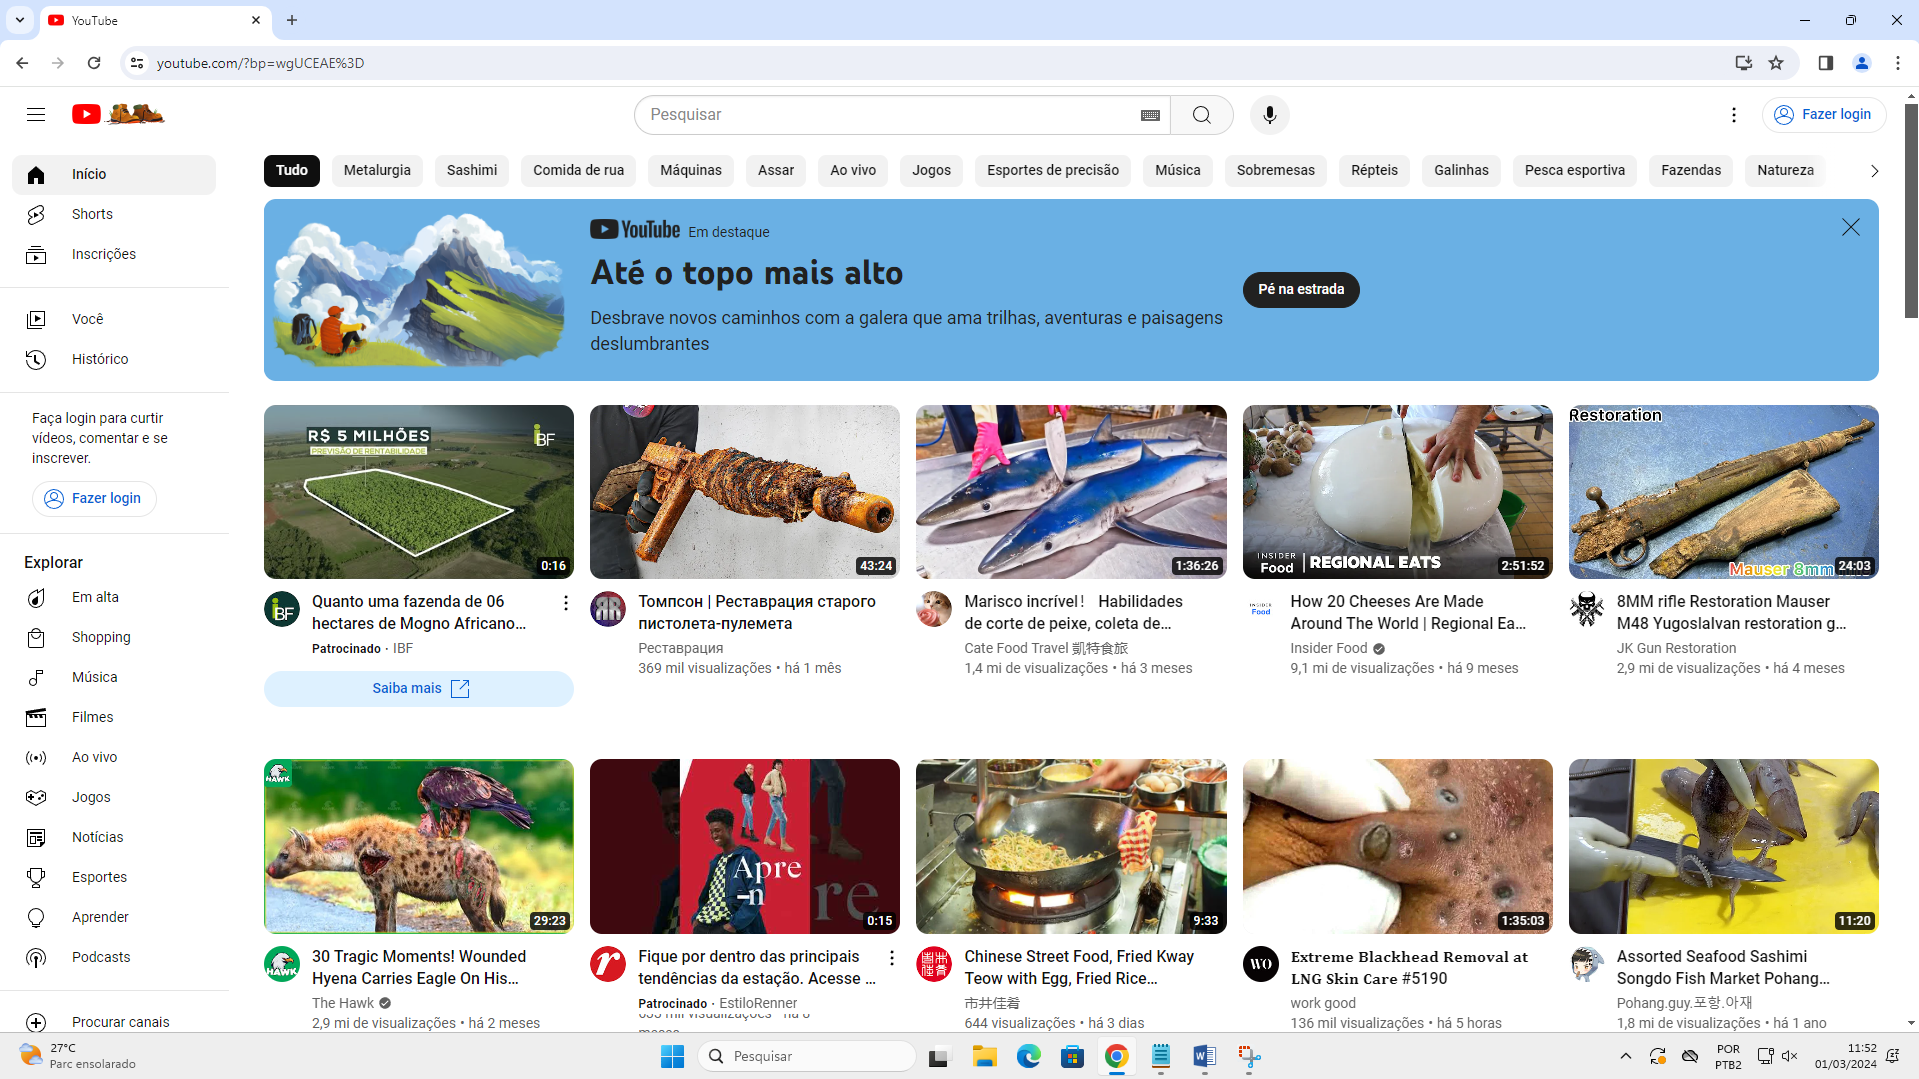 YouTube
youtube.com/?bp=wgUCEAE%3D
Pesquisar
Fazer login
Início
Shorts
Inscrições
Você
Histórico
Faça login para curtir
vídeos, comentar e se
inscrever.
Fazer login
Explorar
Em alta
Shopping
Música
Filmes
Ao vivo
Jogos
Notícias
Esportes
Aprender
Podcasts
Procurar canais
Tudo
Metalurgia
Sashimi
Comida de rua
Máquinas
Assar
Ao vivo
Jogos
Esportes de precisão
Música
Sobremesas
Répteis
Galinhas
Pesca esportiva
Fazendas
Natureza
YouTube Em destaque
Até o topo mais alto
Desbrave novos caminhos com a galera que ama trilhas, aventuras e paisagens
deslumbrantes
Pé na estrada
R$ 5 MILHÕES
PREVISÃO DE RENTABILIDADE
iBF
0:16
iBF
Quanto uma fazenda de 06
hectares de Mogno Africano...
Patrocinado · IBF
Saiba mais
43:24
Томпсон | Реставрация старого
пистолета-пулемета
Реставрация
369 mil visualizações • há 1 mês
1:36:26
Marisco incrível！ Habilidades
de corte de peixe, coleta de...
Cate Food Travel 凱特食旅
1,4 mi de visualizações • há 3 meses
INSIDER
Food | REGIONAL EATS
2:51:52
INSIDER
Food
How 20 Cheeses Are Made
Around The World | Regional Ea...
Insider Food
9,1 mi de visualizações • há 9 meses
Restoration
Mauser 8mm
24:03
8MM rifle Restoration Mauser
M48 Yugoslalvan restoration g...
JK Gun Restoration
2,9 mi de visualizações • há 4 meses
HAWK
29:23
HAWK
30 Tragic Moments! Wounded
Hyena Carries Eagle On His...
The Hawk
2,9 mi de visualizações • há 2 meses
Apre
-n
re
0:15
r
Fique por dentro das principais
tendências da estação. Acesse ...
Patrocinado · EstiloRenner
9:33
Chinese Street Food, Fried Kway
Teow with Egg, Fried Rice...
市井佳肴
644 visualizações • há 3 dias
1:35:03
WO
𝐄𝐱𝐭𝐫𝐞𝐦𝐞 𝐁𝐥𝐚𝐜𝐤𝐡𝐞𝐚𝐝 𝐑𝐞𝐦𝐨𝐯𝐚𝐥 𝐚𝐭
𝐋𝐍𝐆 𝐒𝐤𝐢𝐧 𝐂𝐚𝐫𝐞 #5190
work good
136 mil visualizações • há 5 horas
11:20
Assorted Seafood Sashimi
Songdo Fish Market Pohang...
Pohang.guy.포항.아재
1,8 mi de visualizações • há 1 ano
27°C
Parc ensolarado
Pesquisar
POR
PTB2
11:52
01/03/2024